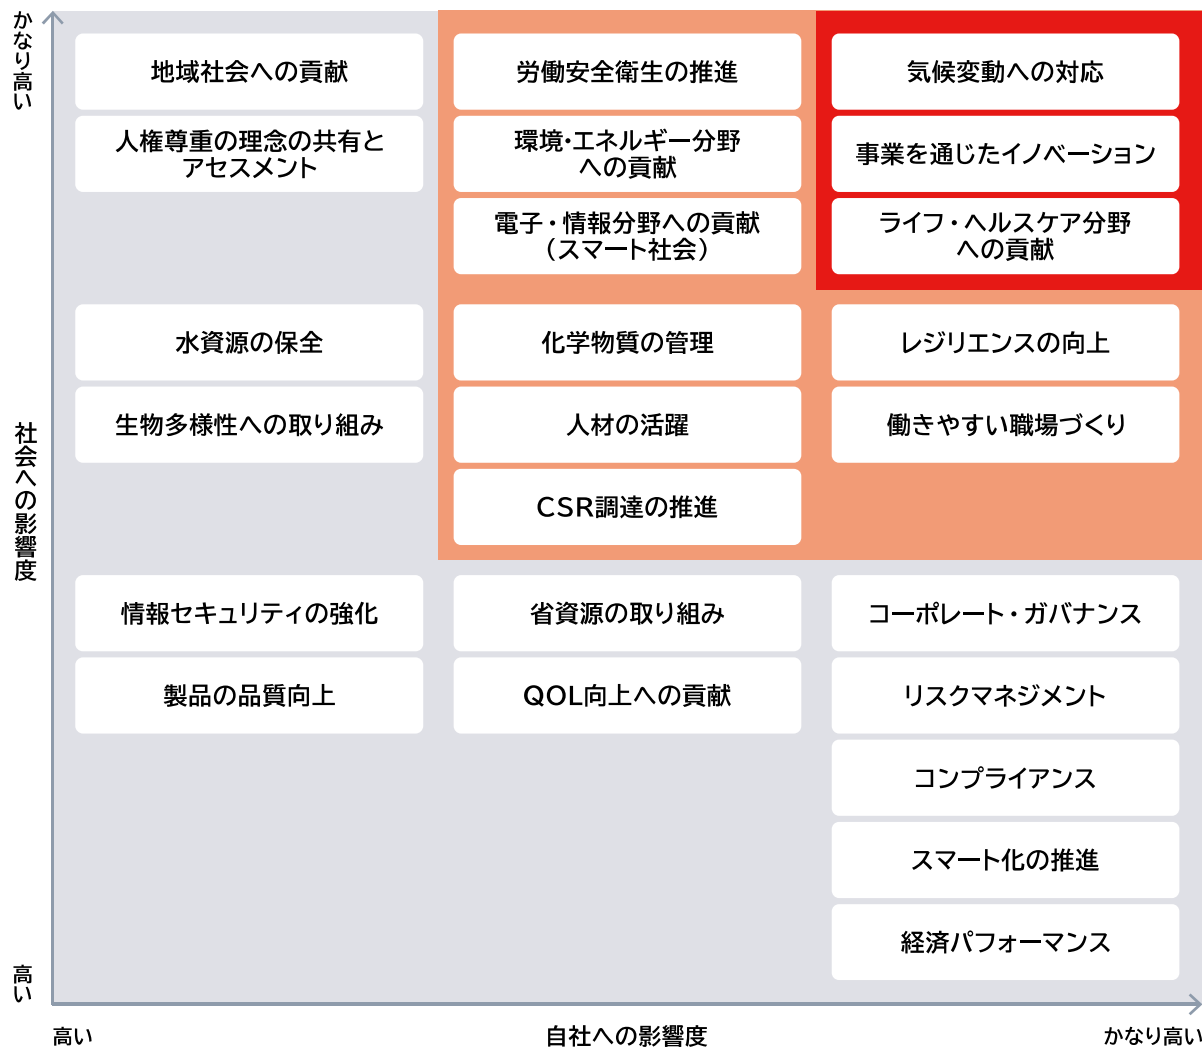 かなり高い
社会への影響度
高い
地域社会への貢献
人権尊重の理念の共有と
アセスメント
労働安全衛生の推進
環境・エネルギー分野
への貢献
電子・情報分野への貢献
（スマート社会）
気候変動への対応
事業を通じたイノベーション
ライフ・ヘルスケア分野
への貢献
水資源の保全
生物多様性への取り組み
化学物質の管理
人材の活躍
CSR調達の推進
レジリエンスの向上
働きやすい職場づくり
情報セキュリティの強化
製品の品質向上
省資源の取り組み
QOL向上への貢献
コーポレート・ガバナンス
リスクマネジメント
コンプライアンス
スマート化の推進
経済パフォーマンス
高い
自社への影響度
かなり高い